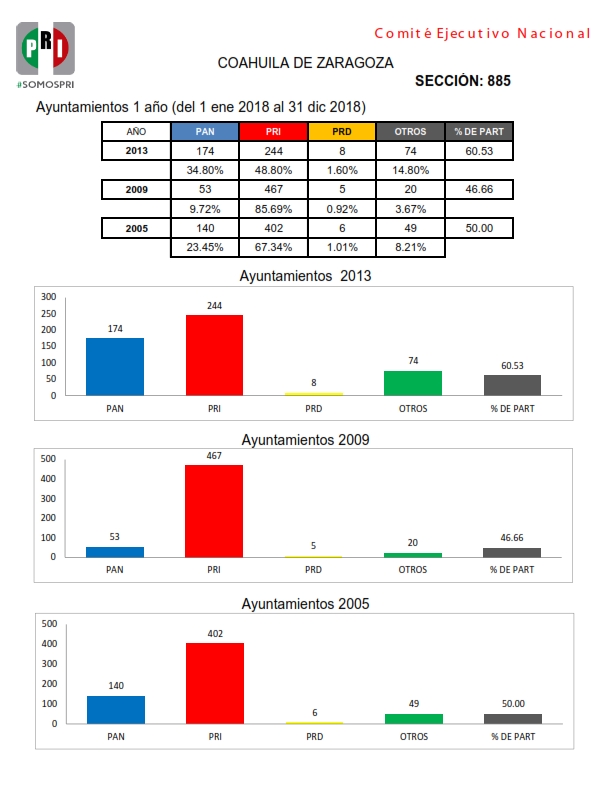 Comité Ejecutivo Nacional
PRI
#SOMOSPRI
COAHUILA DE ZARAGOZA
SECCIÓN: 885
Ayuntamientos 1 año (del 1 ene 2018 al 31 dic 2018)
AÑO PAN PRI PRD OTROS % DE PART
2013 174 244 8 74 60.53
34.80% 48.80% 1.60% 14.80%
2009 53 467 5 20 46.66
9.72% 85.69% 0.92% 3.67%
2005 140 402 6 49 50.00
23.45% 67.34% 1.01% 8.21%
Ayuntamientos 2013
300
250
200
150
100
50
0
174 244 8 74 60.53
PAN PRI PRD OTROS % DE PART
Ayuntamientos 2009
500
400
300
200
100
0
53 467 5 20 46.66
PAN PRI PRD OTROS % DE PART
Ayuntamientos 2005
500
400
300
200
100
0
140 402 6 49 50.00
PAN PRI PRD OTROS % DE PART